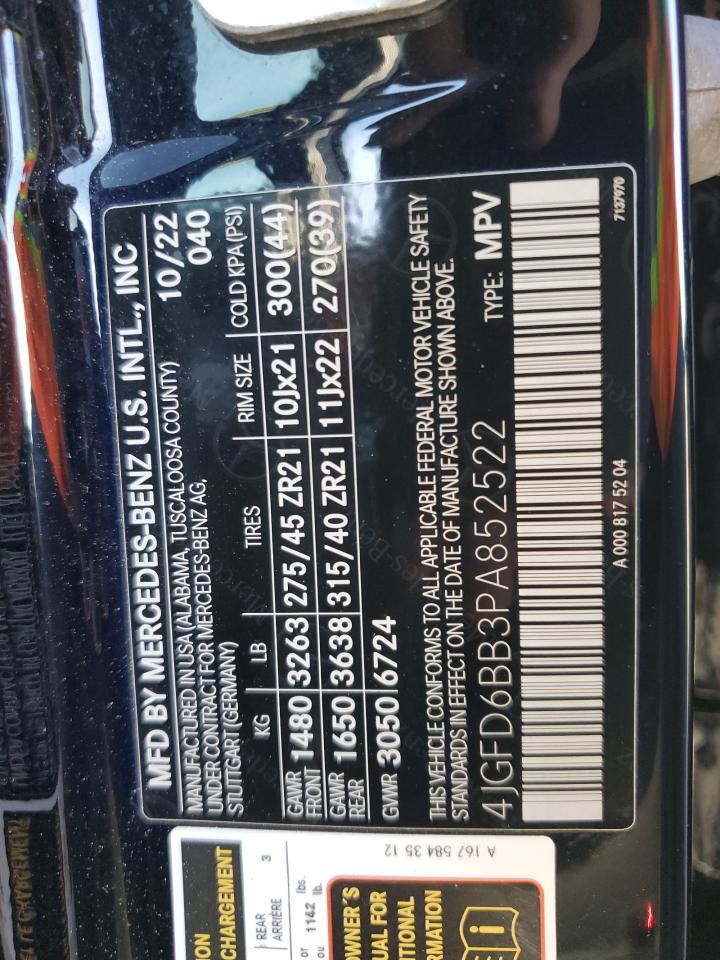 MFD BY MERCEDES-BENZ U.S. INTL., INC
MANUFACTURED IN USA (ALABAMA, TUSCALOOSA COUNTY) 10/22
UNDER CONTRACT FOR MERCEDES-BENZ AG, 040
STUTTGART (GERMANY)
KG LB TIRES RIM SIZE COLD KPA (PSI)
GAWR FRONT 1480 3263 275/45 ZR21 10Jx21 300(44)
GAWR REAR 1650 3638 315/40 ZR21 11Jx22 270(39)
GVWR 3050 6724
THIS VEHICLE CONFORMS TO ALL APPLICABLE FEDERAL MOTOR VEHICLE SAFETY
STANDARDS IN EFFECT ON THE DATE OF MANUFACTURE SHOWN ABOVE.
4JGFD6BB3PA852522 TYPE: MPV
A 000 817 52 04 7137970
CHARGEMENT
REAR
ARRIÈRE 3
1142 lbs.
ou lb.
A 167 584 35 12
OWNER'S
FOR
i